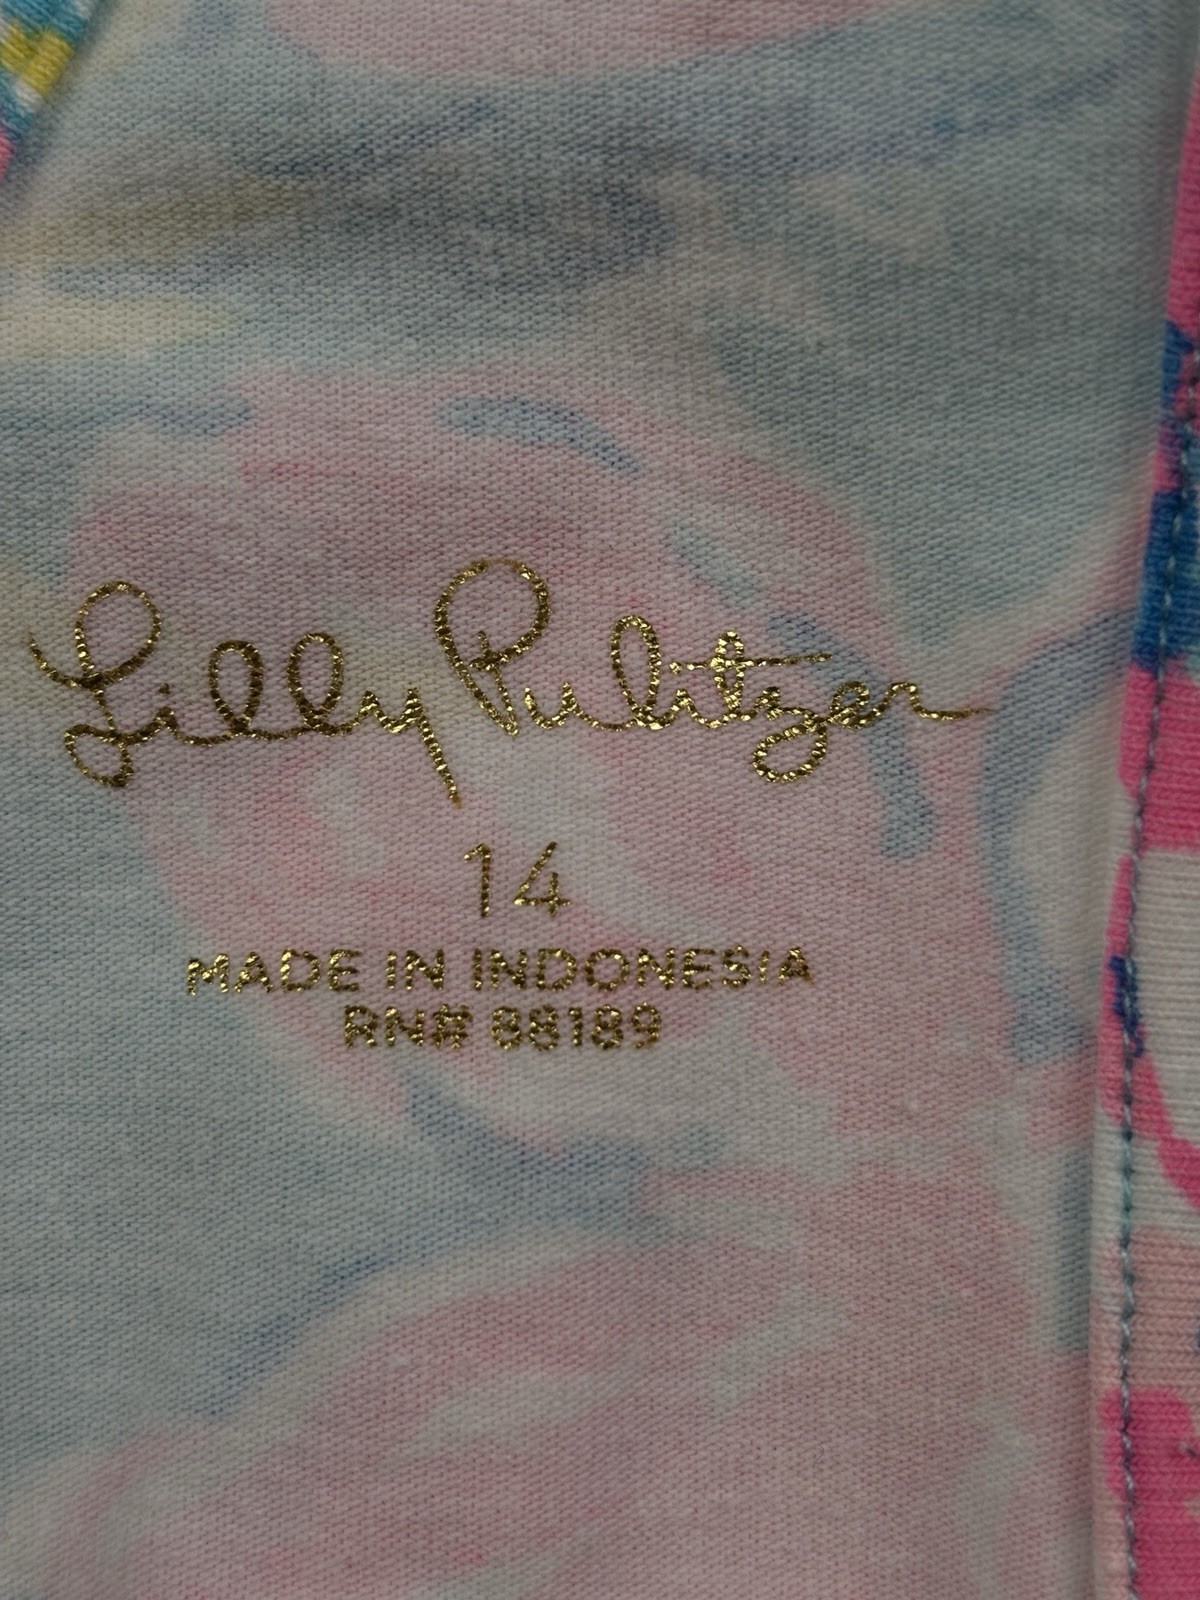 Lilly Pulitzer
14
MADE IN INDONESIA
RN# 88189